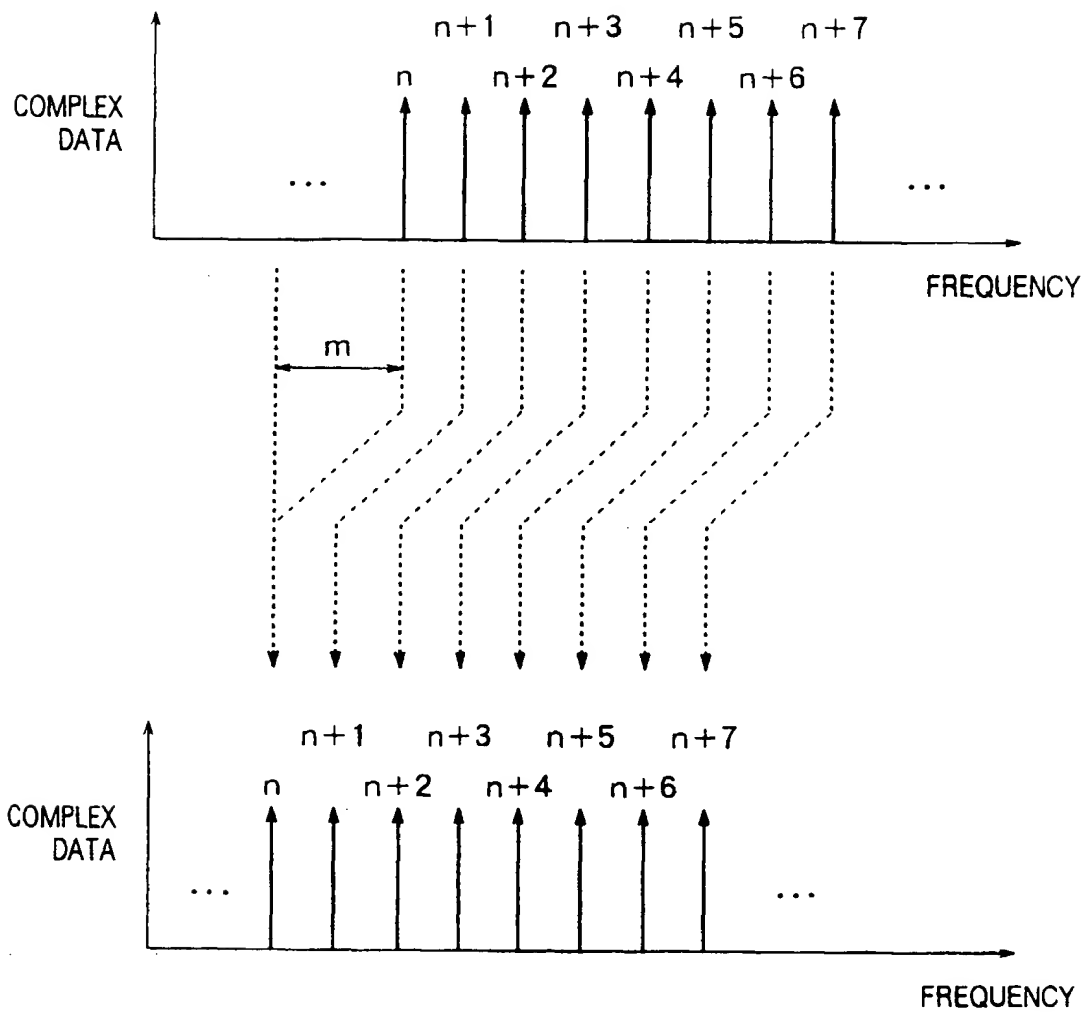 n+1 n+3 n+5 n+7
n n+2 n+4 n+6
COMPLEX
DATA
... ...
FREQUENCY
m
n+1 n+3 n+5 n+7
n n+2 n+4 n+6
COMPLEX
DATA
... ...
FREQUENCY